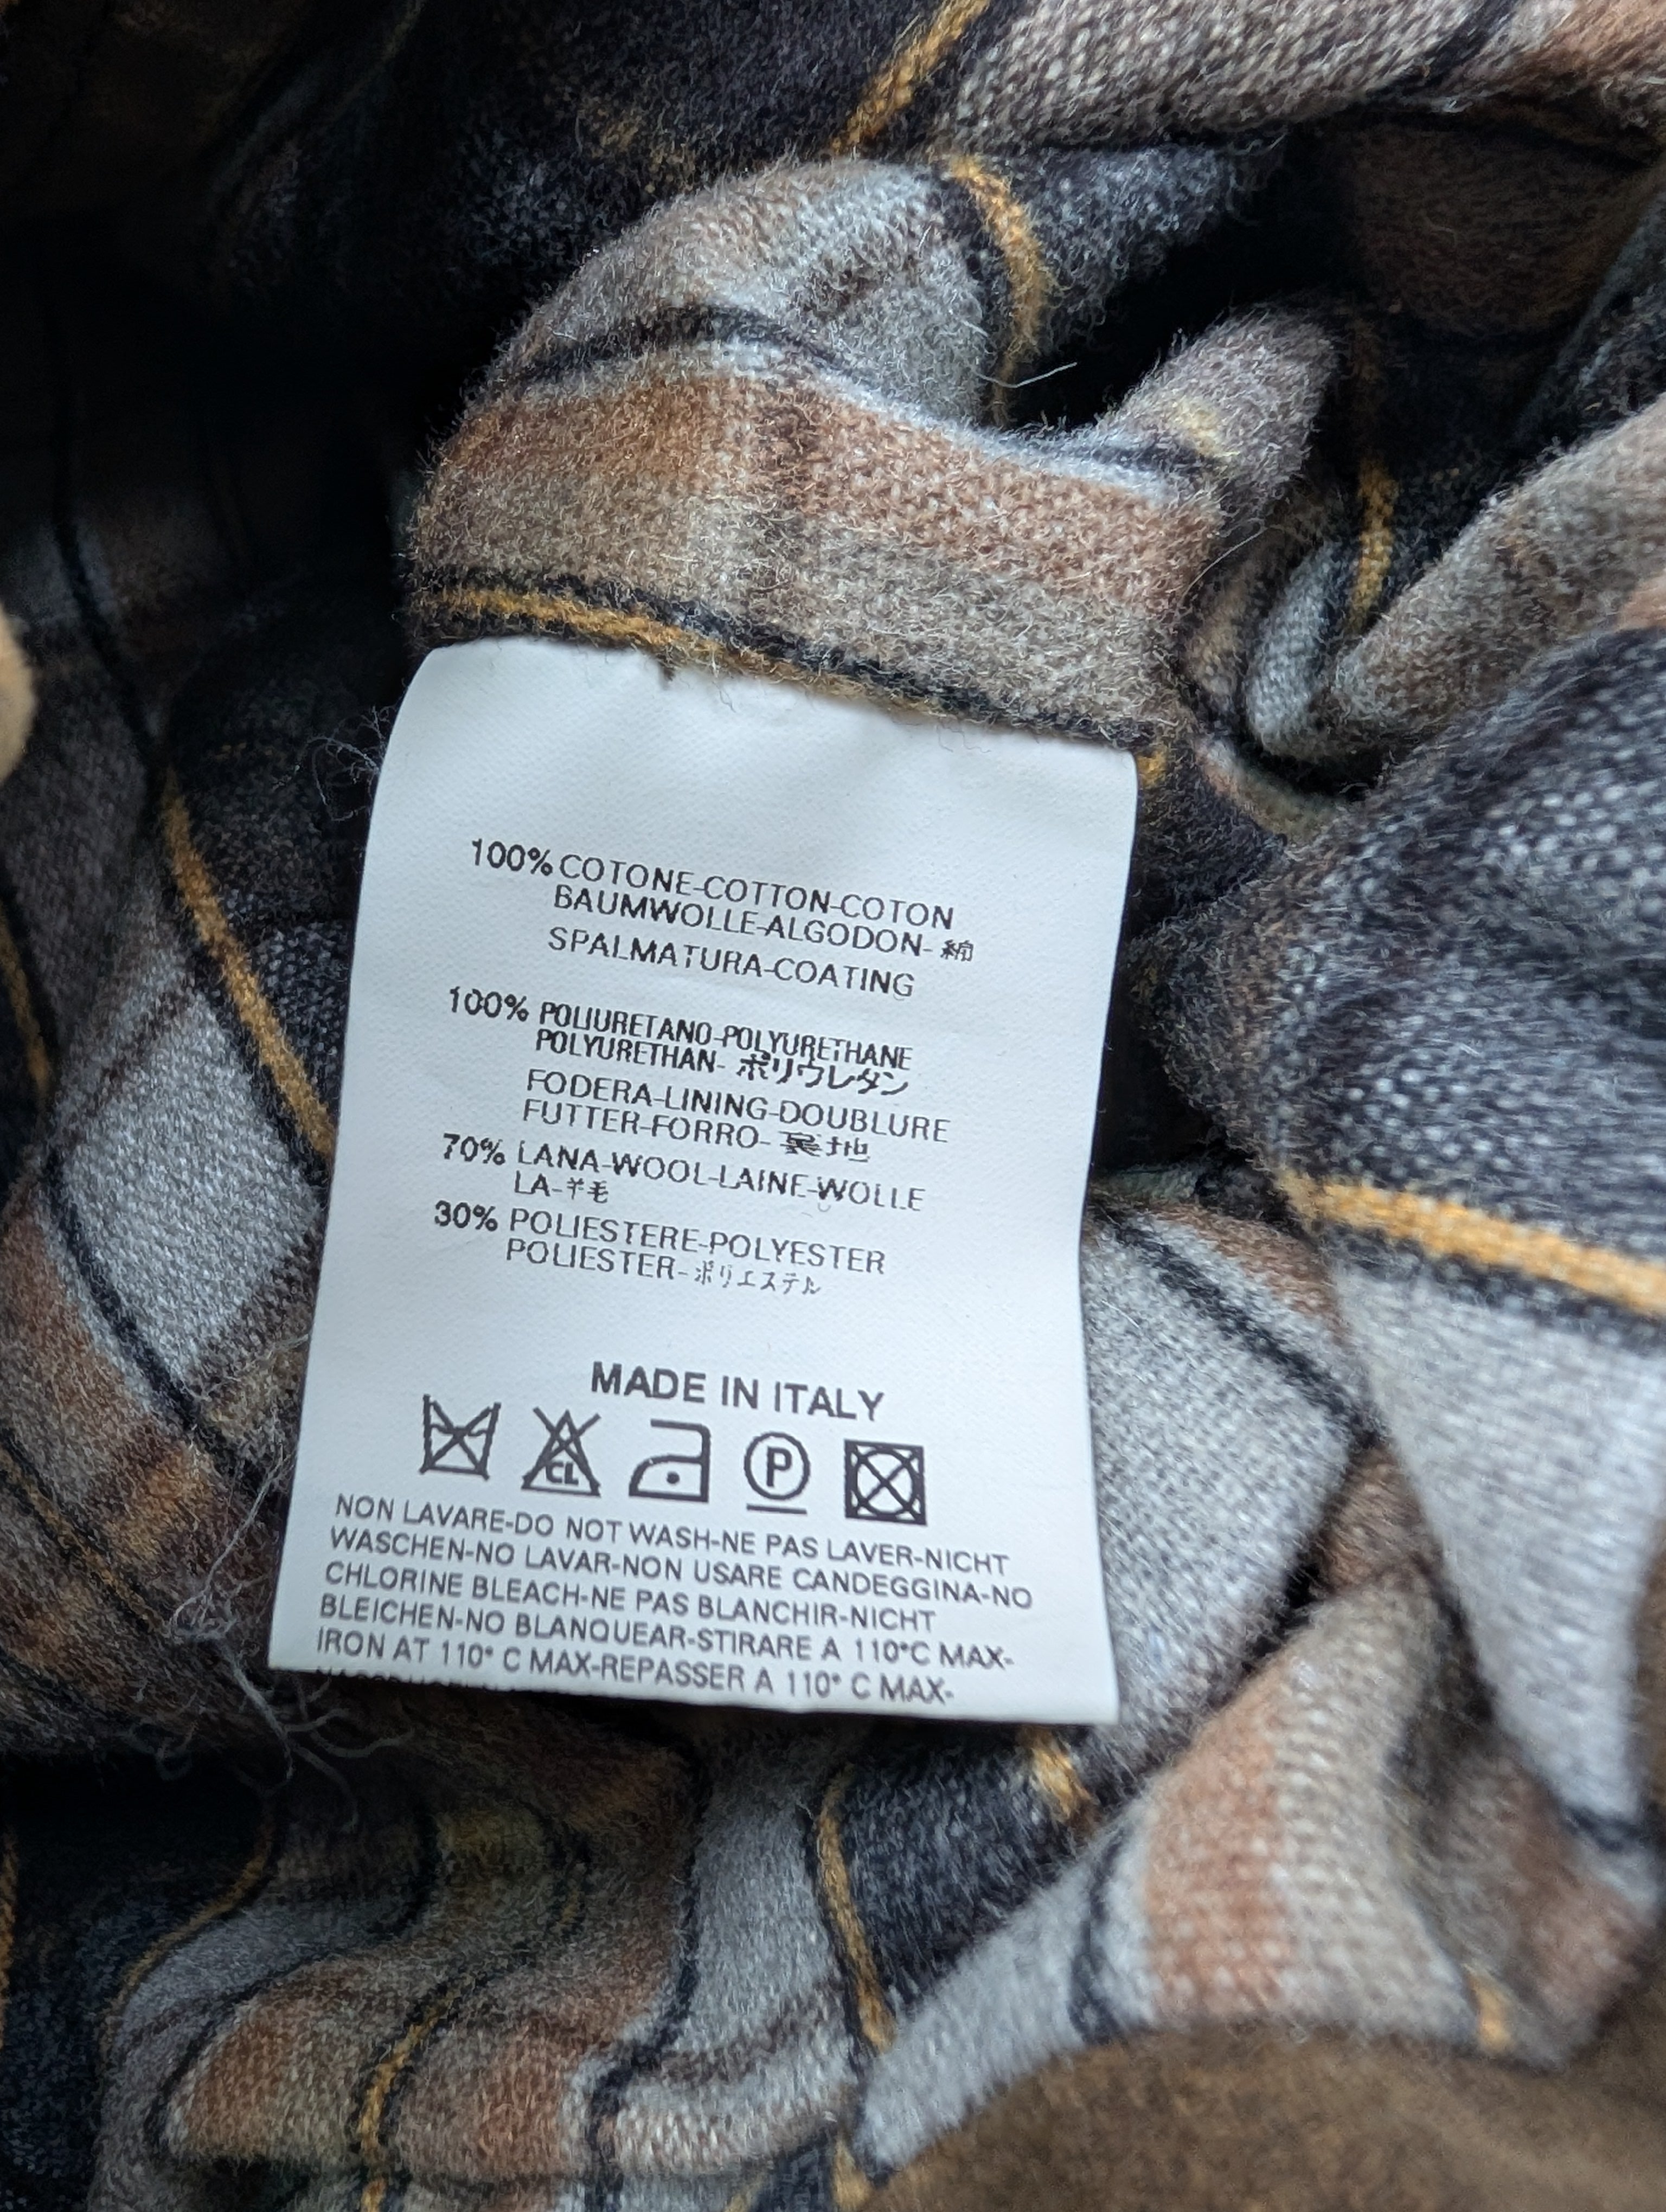 100% COTONE-COTTON-COTON
BAUMWOLLE-ALGODON-綿
SPALMATURA-COATING
100% POLIURETANO-POLYURETHANE
POLYURETHAN-ポリウレタン
FODERA-LINING-DOUBLURE
FUTTER-FORRO-裏地
70% LANA-WOOL-LAINE-WOLLE
LA-羊毛
30% POLIESTERE-POLYESTER
POLIESTER-ポリエステル
MADE IN ITALY
CL P
NON LAVARE-DO NOT WASH-NE PAS LAVER-NICHT
WASCHEN-NO LAVAR-NON USARE CANDEGGINA-NO
CHLORINE BLEACH-NE PAS BLANCHIR-NICHT
BLEICHEN-NO BLANQUEAR-STIRARE A 110°C MAX-
IRON AT 110° C MAX-REPASSER A 110° C MAX-